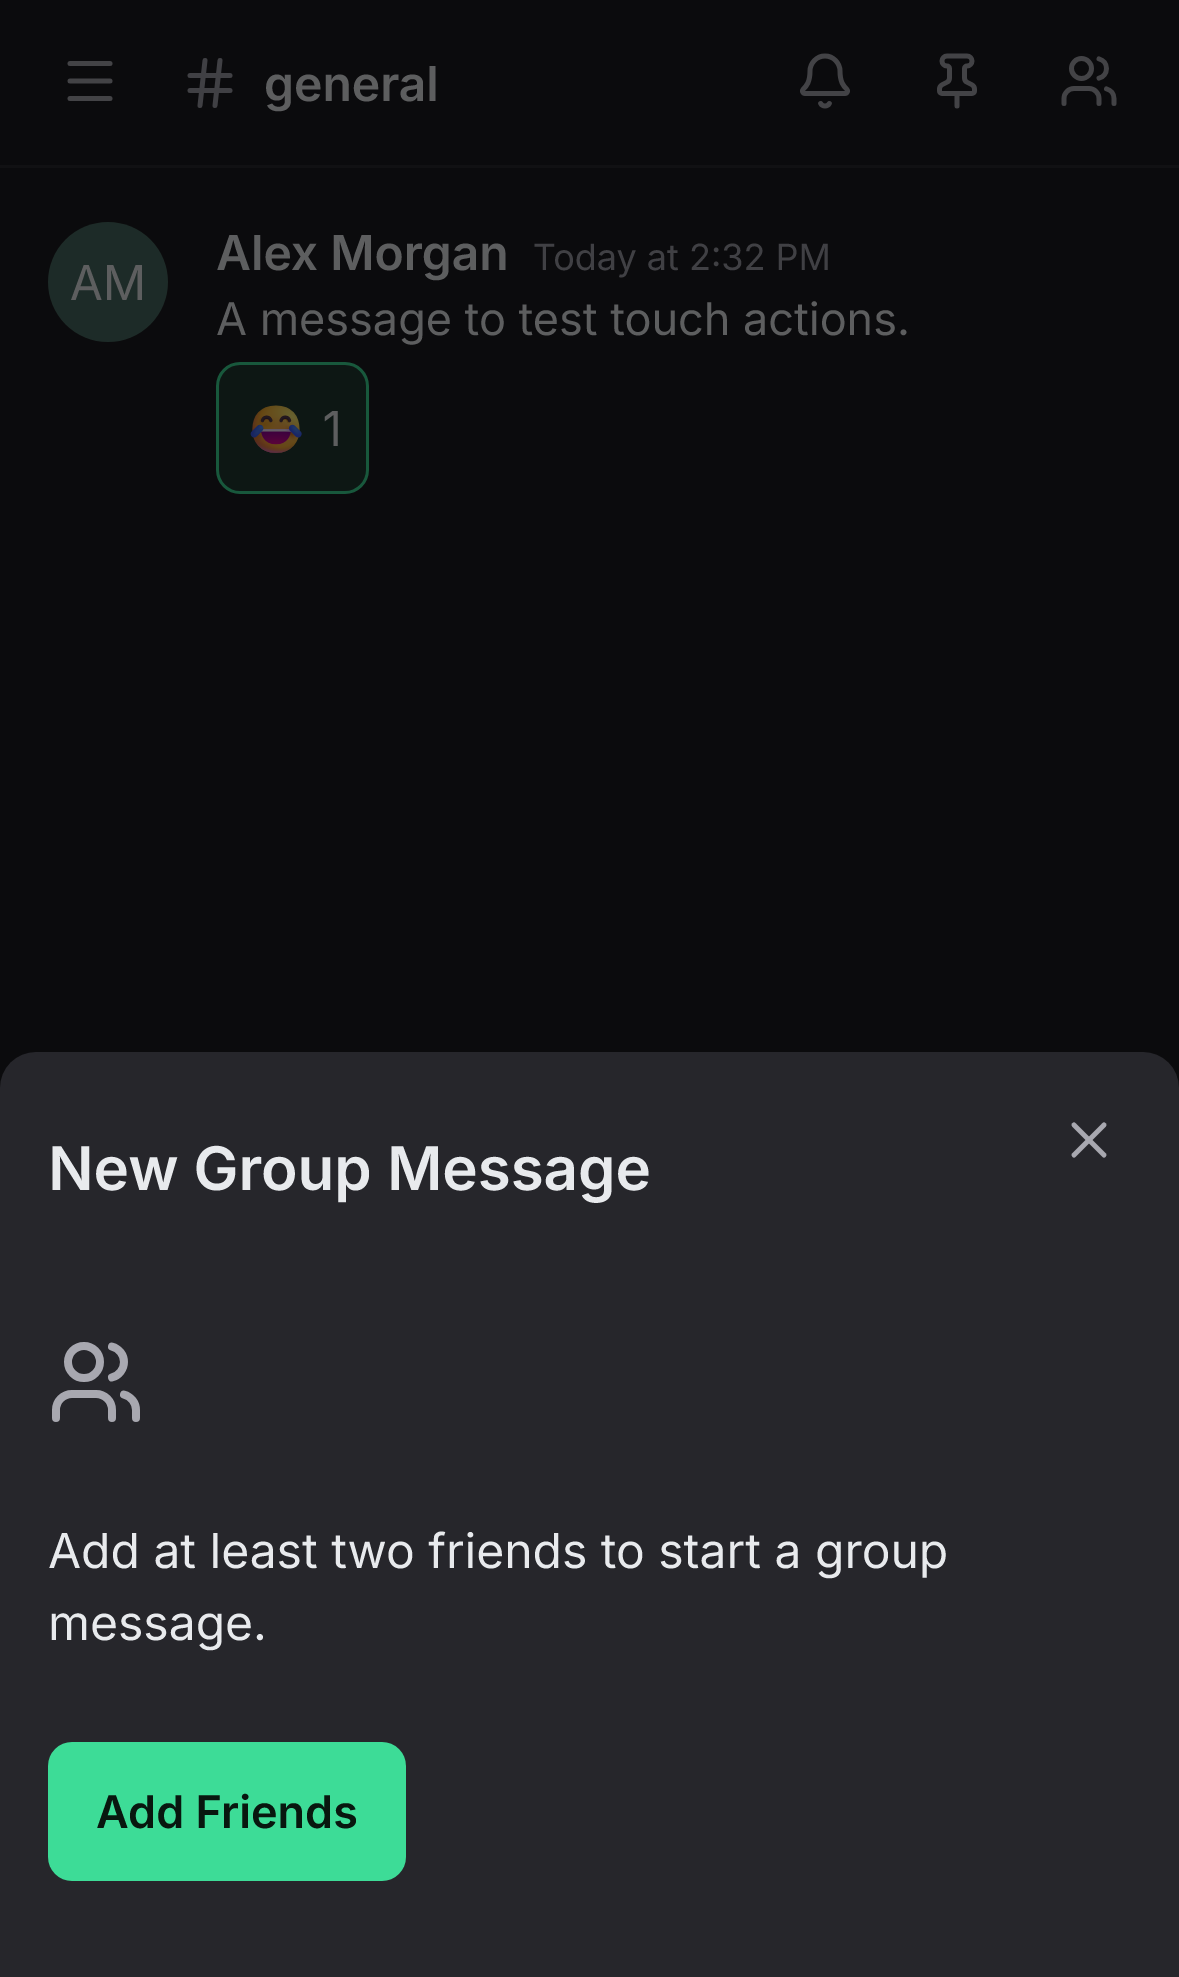 # general
Alex Morgan Today at 2:32 PM
AM
A message to test touch actions.
😂 1
New Group Message
Add at least two friends to start a group
message.
Add Friends